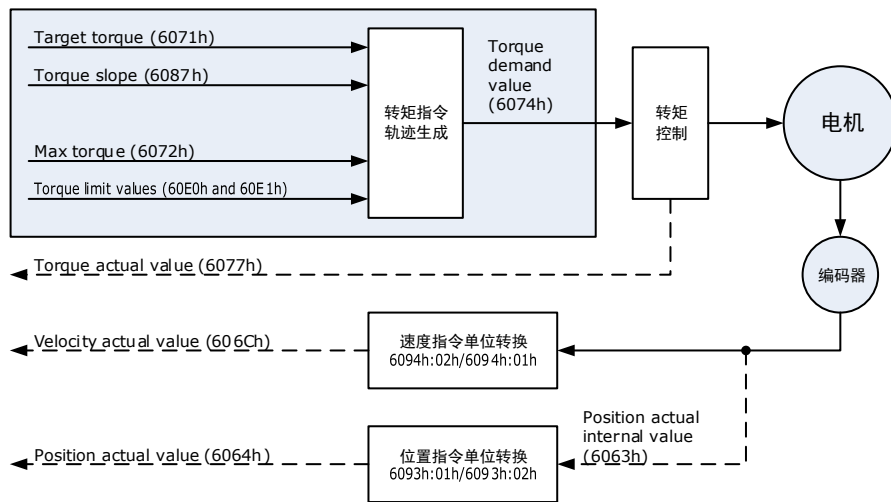 Target torque (6071h)
Torque slope (6087h)
Max torque (6072h)
Torque limit values (60E0h and 60E1h)
转矩指令
轨迹生成
Torque
demand
value
(6074h)
转矩
控制
电机
编码器
Torque actual value (6077h)
Velocity actual value (606Ch)
速度指令单位转换
6094h:02h/6094h:01h
Position actual
internal value
(6063h)
Position actual value (6064h)
位置指令单位转换
6093h:01h/6093h:02h